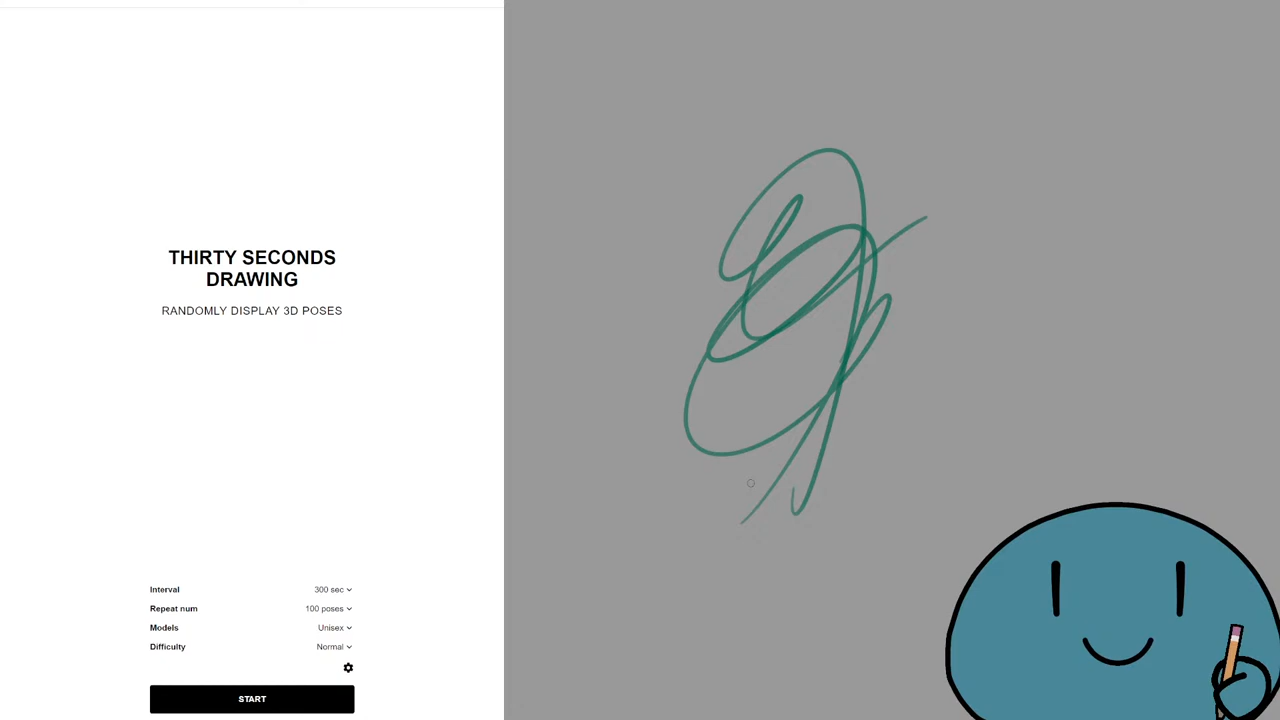 THIRTY SECONDS
DRAWING
RANDOMLY DISPLAY 3D POSES
Interval 300 sec
Repeat num 100 poses
Models Unisex
Difficulty Normal
START